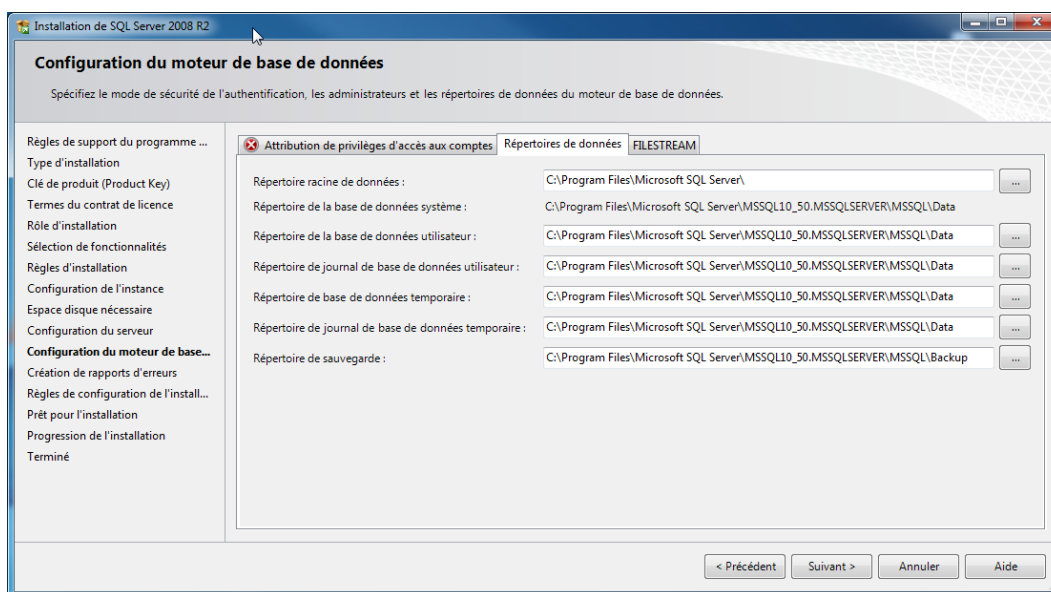 Installation de SQL Server 2008 R2
Configuration du moteur de base de données
Spécifiez le mode de sécurité de l'authentification, les administrateurs et les répertoires de données du moteur de base de données.
Règles de support du programme ...
Type d'installation
Clé de produit (Product Key)
Termes du contrat de licence
Rôle d'installation
Sélection de fonctionnalités
Règles d'installation
Configuration de l'instance
Espace disque nécessaire
Configuration du serveur
Configuration du moteur de base...
Création de rapports d'erreurs
Règles de configuration de l'install...
Prêt pour l'installation
Progression de l'installation
Terminé
Attribution de privilèges d'accès aux comptes Répertoires de données FILESTREAM
Répertoire racine de données : C:\Program Files\Microsoft SQL Server\ ...
Répertoire de la base de données système : C:\Program Files\Microsoft SQL Server\MSSQL10_50.MSSQLSERVER\MSSQL\Data
Répertoire de la base de données utilisateur : C:\Program Files\Microsoft SQL Server\MSSQL10_50.MSSQLSERVER\MSSQL\Data ...
Répertoire de journal de base de données utilisateur : C:\Program Files\Microsoft SQL Server\MSSQL10_50.MSSQLSERVER\MSSQL\Data ...
Répertoire de base de données temporaire : C:\Program Files\Microsoft SQL Server\MSSQL10_50.MSSQLSERVER\MSSQL\Data ...
Répertoire de journal de base de données temporaire : C:\Program Files\Microsoft SQL Server\MSSQL10_50.MSSQLSERVER\MSSQL\Data ...
Répertoire de sauvegarde : C:\Program Files\Microsoft SQL Server\MSSQL10_50.MSSQLSERVER\MSSQL\Backup ...
< Précédent Suivant > Annuler Aide